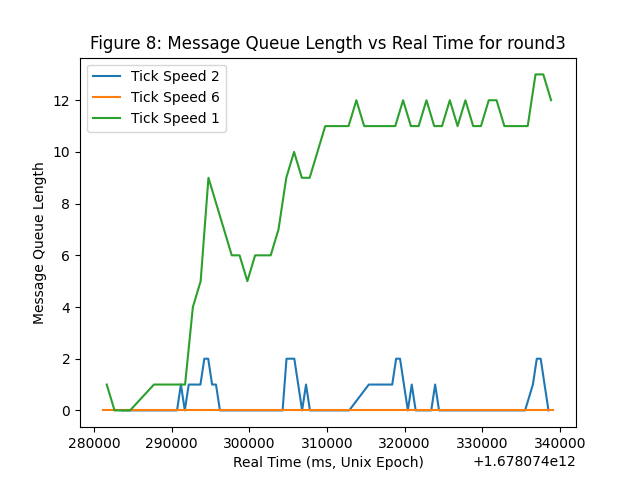 Figure 8: Message Queue Length vs Real Time for round3
Tick Speed 2
Tick Speed 6
Tick Speed 1
Message Queue Length
12
10
8
6
4
2
0
280000 290000 300000 310000 320000 330000 340000
Real Time (ms, Unix Epoch)
+1.678074e12